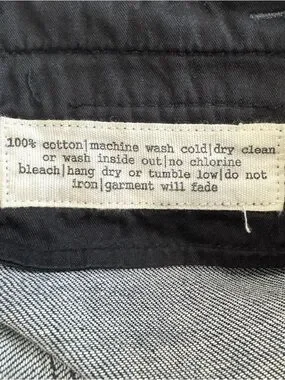 100% cotton|machine wash cold|dry clean
or wash inside out|no chlorine
bleach|hang dry or tumble low|do not
iron|garment will fade